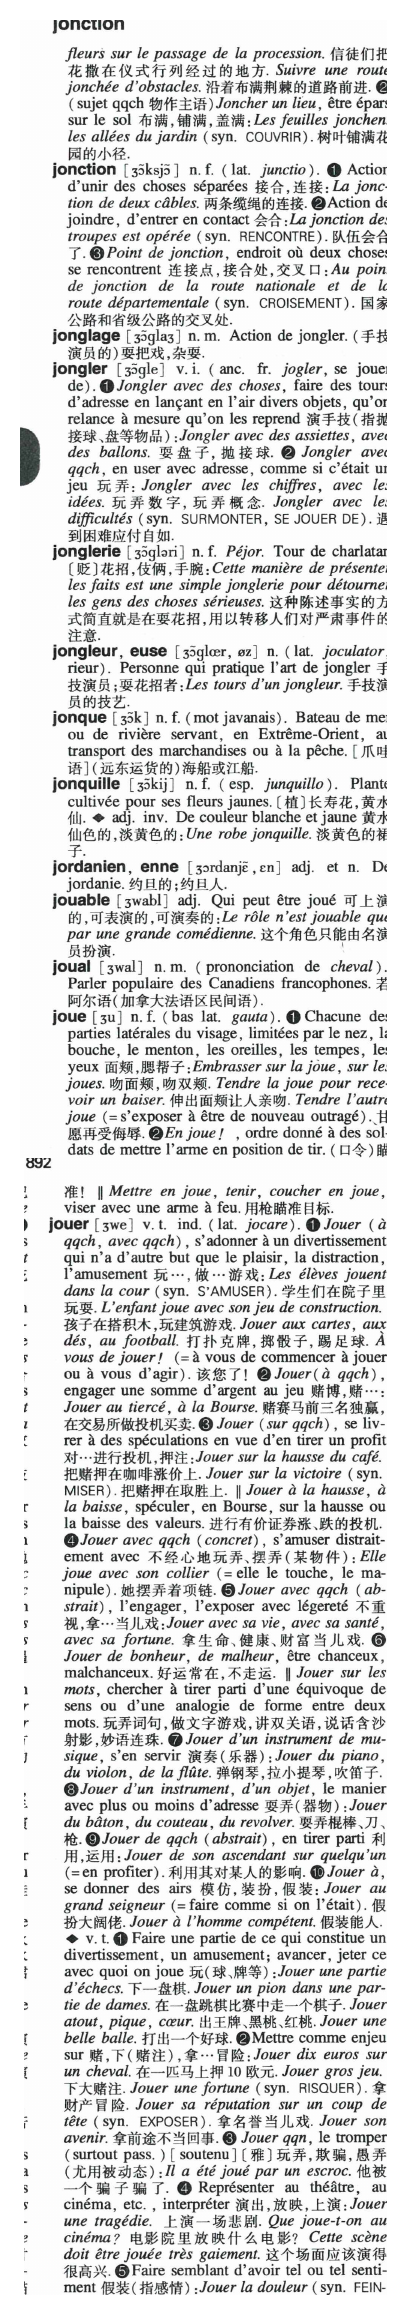 jonction
fleurs sur le passage de la procession. 信徒们把
花撒在仪式行列经过的地方. Suivre une route
jonchée d'obstacles. 沿着布满荆棘的道路前进. ❷
(sujet qqch 物作主语) Joncher un lieu, être épars
sur le sol 布满,铺满,盖满:Les feuilles jonchent
les allées du jardin (syn. COUVRIR). 树叶铺满花
园的小径.
jonction [ʒɔ̃ksjɔ̃] n. f. (lat. junctio). ❶ Action
d'unir des choses séparées 接合,连接: La jonc-
tion de deux câbles. 两条缆绳的连接. ❷Action de
joindre, d'entrer en contact 会合:La jonction des
troupes est opérée (syn. RENCONTRE). 队伍会合
了. ❸Point de jonction, endroit où deux choses
se rencontrent 连接点,接合处,交叉口: Au point
de jonction de la route nationale et de la
route départementale (syn. CROISEMENT). 国家
公路和省级公路的交叉处.
jonglage [ʒɔ̃glaʒ] n. m. Action de jongler. (手技
演员的)耍把戏,杂耍.
jongler [ʒɔ̃gle] v. i. (anc. fr. jogler, se jouer
de). ❶Jongler avec des choses, faire des tours
d'adresse en lançant en l'air divers objets, qu'on
relance à mesure qu'on les reprend 演手技(指抛
接球、盘等物品):Jongler avec des assiettes, avec
des ballons. 耍盘子, 抛接球. ❷ Jongler avec
qqch, en user avec adresse, comme si c'était un
jeu 玩弄: Jongler avec les chiffres, avec les
idées. 玩弄数字, 玩弄概念. Jongler avec les
difficultés (syn. SURMONTER, SE JOUER DE). 遇
到困难应付自如.
jonglerie [ʒɔ̃gləri] n. f. Péjor. Tour de charlatan
〔贬〕花招,伎俩,手腕:Cette manière de présenter
les faits est une simple jonglerie pour détourner
les gens des choses sérieuses. 这种陈述事实的方
式简直就是在耍花招,用以转移人们对严肃事件的
注意.
jongleur, euse [ʒɔ̃glœr, øz] n. (lat. joculator,
rieur). Personne qui pratique l'art de jongler 手
技演员;耍花招者:Les tours d'un jongleur. 手技演
员的技艺.
jonque [ʒɔ̃k] n. f. (mot javanais). Bateau de mer
ou de rivière servant, en Extrême-Orient, au
transport des marchandises ou à la pêche. [爪哇
语](远东运货的)海船或江船.
jonquille [ʒɔ̃kij] n. f. (esp. junquillo). Plante
cultivée pour ses fleurs jaunes. 〔植〕长寿花,黄水
仙. ◆ adj. inv. De couleur blanche et jaune 黄水
仙色的,淡黄色的:Une robe jonquille. 淡黄色的裙
子.
jordanien, enne [ʒɔrdanjɛ̃, ɛn] adj. et n. De
jordanie. 约旦的;约旦人.
jouable [ʒwabl] adj. Qui peut être joué 可上演
的,可表演的,可演奏的:Le rôle n'est jouable que
par une grande comédienne. 这个角色只能由名演
员扮演.
joual [ʒwal] n. m. (prononciation de cheval).
Parler populaire des Canadiens francophones. 若
阿尔语(加拿大法语区民间语).
joue [ʒu] n. f. (bas lat. gauta). ❶ Chacune des
parties latérales du visage, limitées par le nez, la
bouche, le menton, les oreilles, les tempes, les
yeux 面颊,腮帮子:Embrasser sur la joue, sur les
joues. 吻面颊,吻双颊. Tendre la joue pour rece-
voir un baiser. 伸出面颊让人亲吻. Tendre l'autre
joue (=s'exposer à être de nouveau outragé). 甘
愿再受侮辱. ❷En joue! , ordre donné à des sol-
dats de mettre l'arme en position de tir. (口令)瞄
892
准! ‖ Mettre en joue, tenir, coucher en joue,
viser avec une arme à feu. 用枪瞄准目标.
jouer [ʒwe] v. t. ind. (lat. jocare). ❶ Jouer (à
qqch, avec qqch), s'adonner à un divertissement
qui n'a d'autre but que le plaisir, la distraction,
l'amusement 玩…,做…游戏: Les élèves jouent
dans la cour (syn. S'AMUSER). 学生们在院子里
玩耍. L'enfant joue avec son jeu de construction.
孩子在搭积木,玩建筑游戏. Jouer aux cartes, aux
dés, au football. 打扑克牌, 掷骰子, 踢足球. À
vous de jouer! (=à vous de commencer à jouer
ou à vous d'agir). 该您了! ❷Jouer(à qqch),
engager une somme d'argent au jeu 赌博,赌…:
Jouer au tiercé, à la Bourse. 赌赛马前三名独赢,
在交易所做投机买卖. ❸ Jouer (sur qqch), se liv-
rer à des spéculations en vue d'en tirer un profit
对…进行投机,押注:Jouer sur la hausse du café.
把赌押在咖啡涨价上. Jouer sur la victoire (syn.
MISER). 把赌押在取胜上. ‖ Jouer à la hausse, à
la baisse, spéculer, en Bourse, sur la hausse ou
la baisse des valeurs. 进行有价证券涨、跌的投机.
❹Jouer avec qqch (concret), s'amuser distrait-
ement avec 不经心地玩弄、摆弄(某物件): Elle
joue avec son collier (= elle le touche, le ma-
nipule). 她摆弄着项链. ❺Jouer avec qqch (ab-
strait), l'engager, l'exposer avec légereté 不重
视,拿…当儿戏:Jouer avec sa vie, avec sa santé,
avec sa fortune. 拿生命、健康、财富当儿戏. ❻
Jouer de bonheur, de malheur, être chanceux,
malchanceux. 好运常在,不走运. ‖ Jouer sur les
mots, chercher à tirer parti d'une équivoque de
sens ou d'une analogie de forme entre deux
mots. 玩弄词句,做文字游戏,讲双关语,说话含沙
射影,妙语连珠. ❼ Jouer d'un instrument de mu-
sique, s'en servir 演奏(乐器):Jouer du piano,
du violon, de la flûte. 弹钢琴,拉小提琴,吹笛子.
❽Jouer d'un instrument, d'un objet, le manier
avec plus ou moins d'adresse 耍弄(器物):Jouer
du bâton, du couteau, du revolver. 耍弄棍棒、刀、
枪. ❾Jouer de qqch (abstrait), en tirer parti 利
用,运用:Jouer de son ascendant sur quelqu'un
(=en profiter). 利用其对某人的影响. ❿Jouer à,
se donner des airs 模仿,装扮,假装: Jouer au
grand seigneur (=faire comme si on l'était). 假
扮大阔佬. Jouer à l'homme compétent. 假装能人.
◆ v. t. ❶ Faire une partie de ce qui constitue un
divertissement, un amusement; avancer, jeter ce
avec quoi on joue 玩(球、牌等):Jouer une partie
d'échecs. 下一盘棋. Jouer un pion dans une par-
tie de dames. 在一盘跳棋比赛中走一个棋子. Jouer
atout, pique, cœur. 出王牌、黑桃、红桃. Jouer une
belle balle. 打出一个好球. ❷Mettre comme enjeu
sur 赌,下(赌注),拿…冒险:Jouer dix euros sur
un cheval. 在一匹马上押 10 欧元. Jouer gros jeu.
下大赌注. Jouer une fortune (syn. RISQUER). 拿
财产冒险. Jouer sa réputation sur un coup de
tête (syn. EXPOSER). 拿名誉当儿戏. Jouer son
avenir. 拿前途不当回事. ❸ Jouer qqn, le tromper
(surtout pass.) [soutenu] [雅]玩弄,欺骗,愚弄
(尤用被动态):Il a été joué par un escroc. 他被
一个骗子骗了. ❹ Représenter au théâtre, au
cinéma, etc. , interpréter 演出,放映,上演:Jouer
une tragédie. 上演一场悲剧. Que joue-t-on au
cinéma? 电影院里放映什么电影? Cette scène
doit être jouée très gaiement. 这个场面应该演得
很高兴. ❺Faire semblant d'avoir tel ou tel senti-
ment 假装(指感情):Jouer la douleur (syn. FEIN-